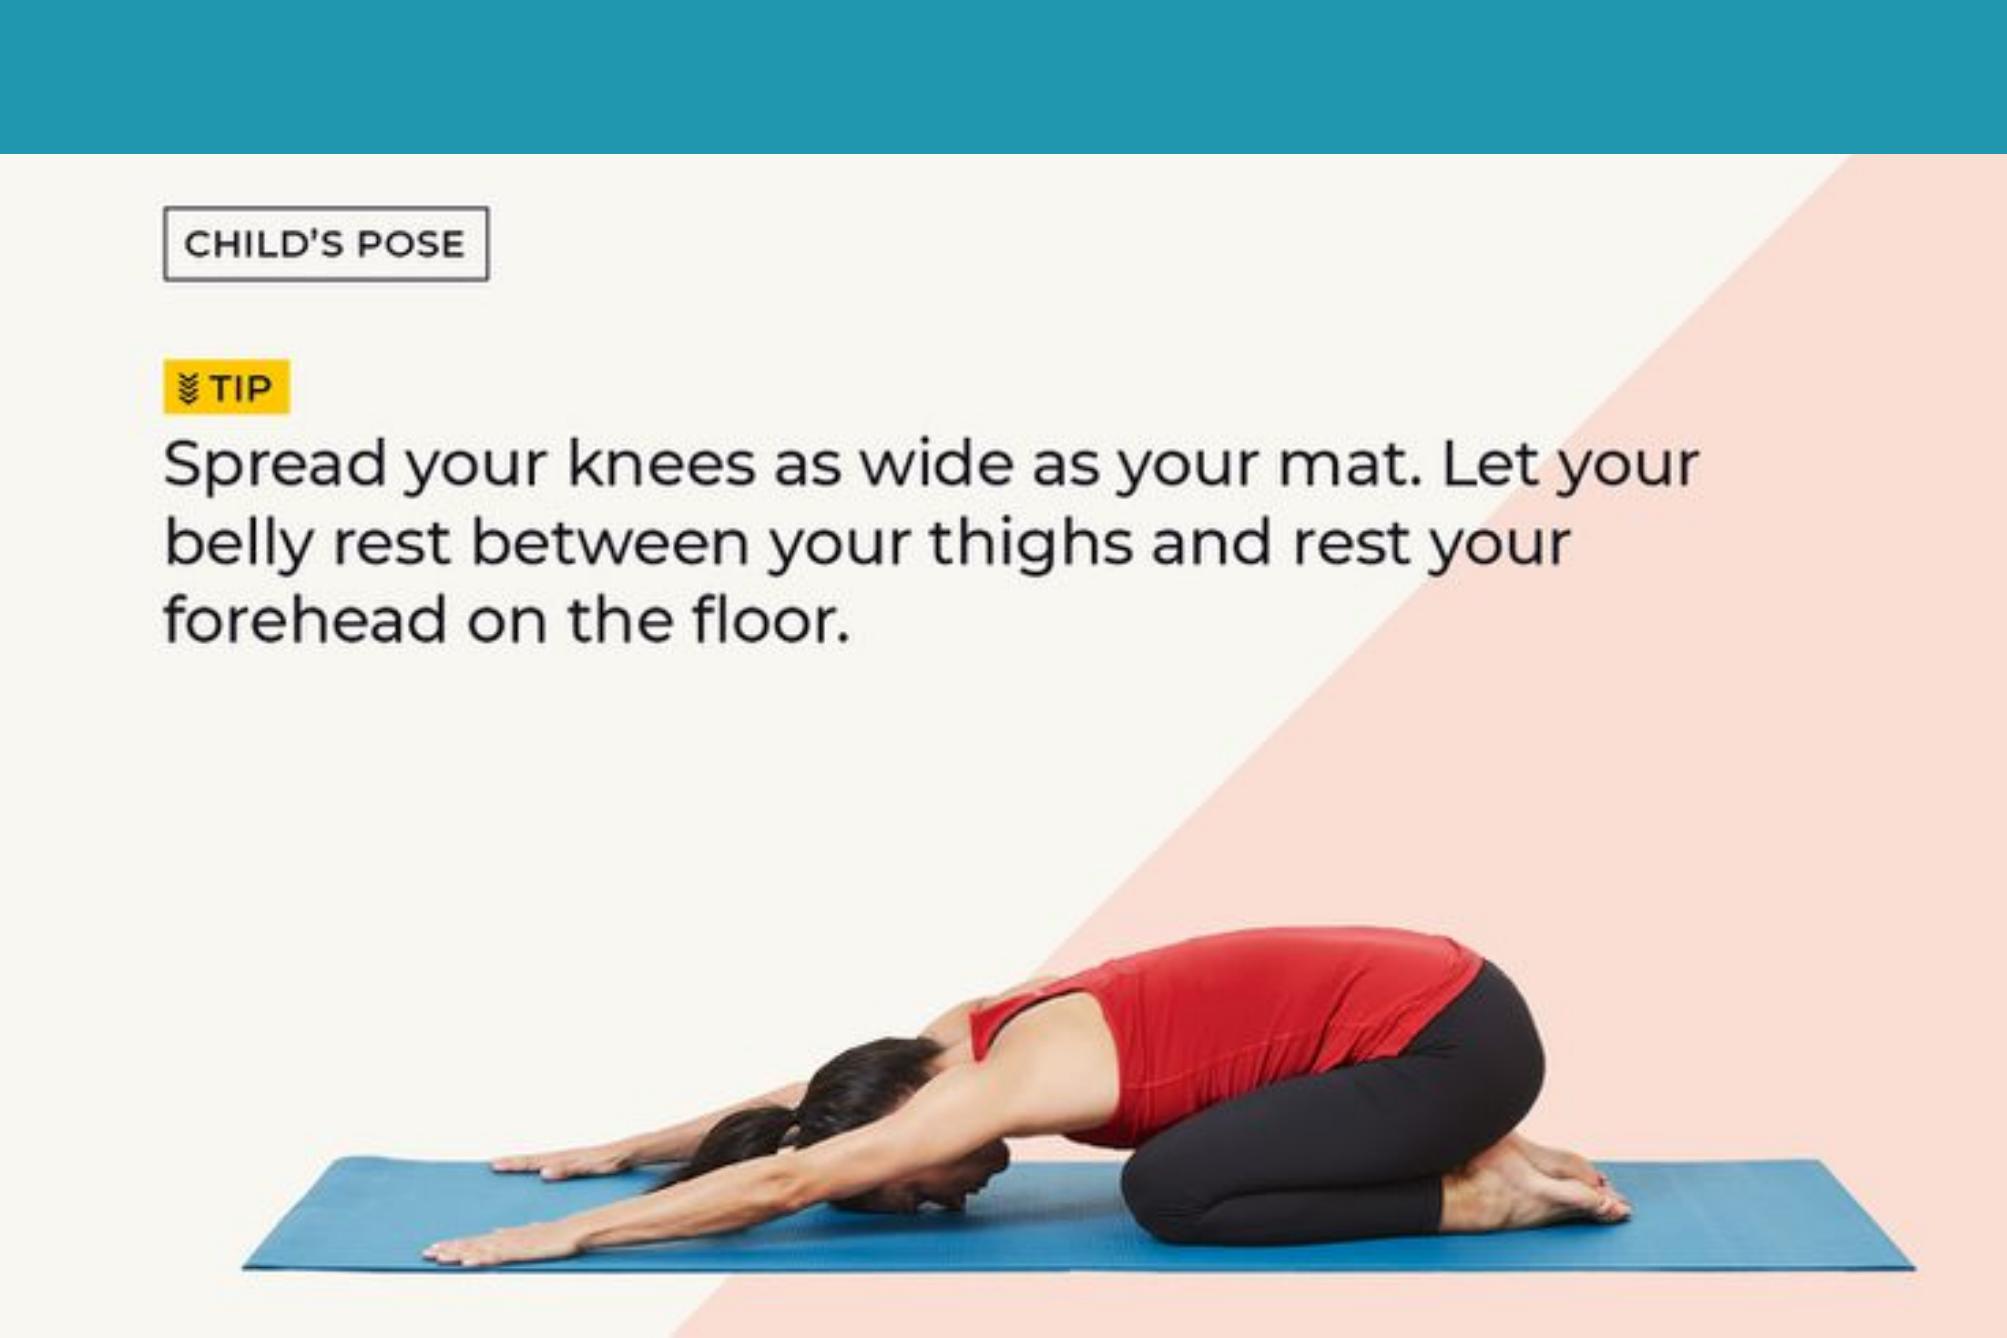 CHILD'S POSE
TIP
Spread your knees as wide as your mat. Let your
belly rest between your thighs and rest your
forehead on the floor.